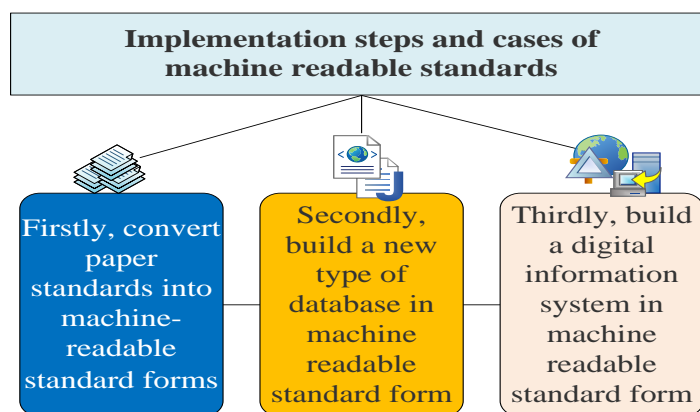 Implementation steps and cases of
machine readable standards
Firstly, convert
paper
standards into
machine-
readable
standard forms
Secondly,
build a new
type of
database in
machine
readable
standard form
Thirdly, build
a digital
information
system in
machine
readable
standard form